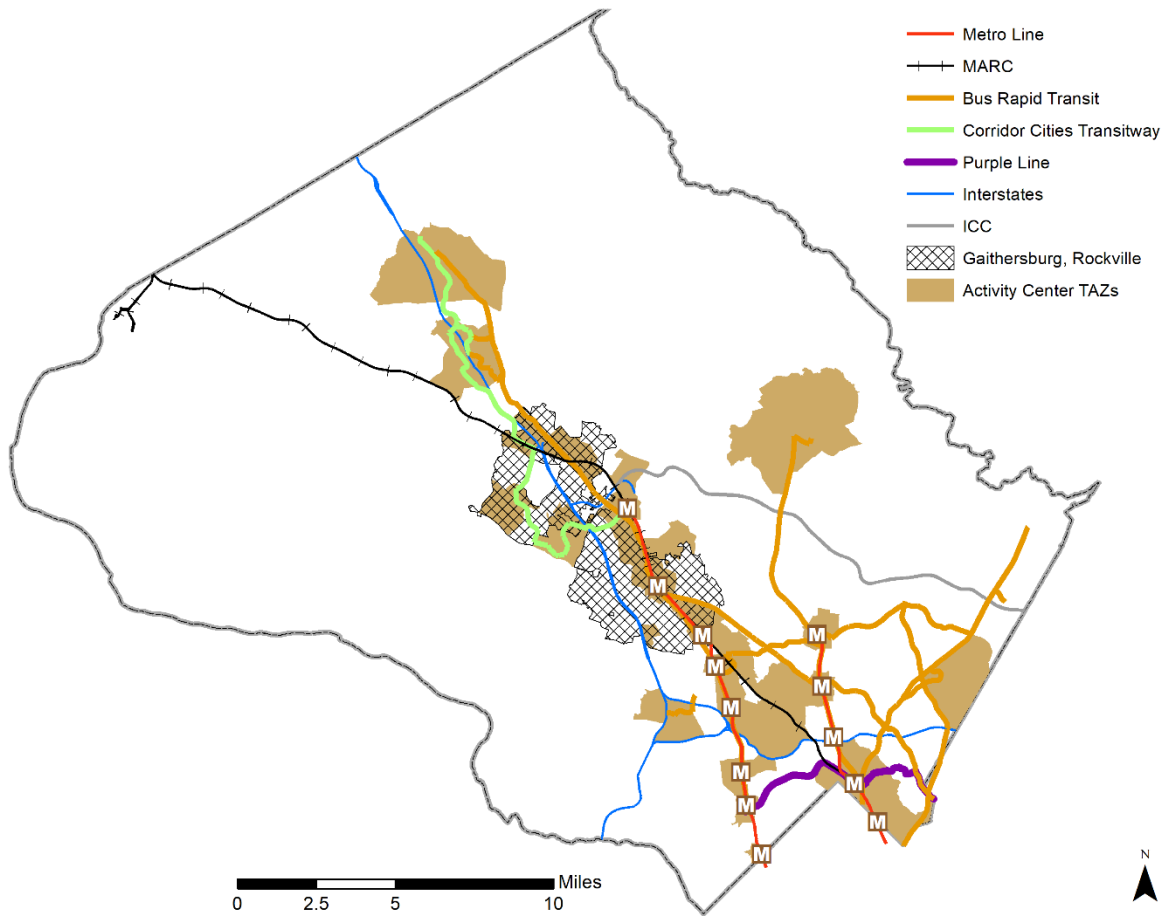 Metro Line
MARC
Bus Rapid Transit
Corridor Cities Transitway
Purple Line
Interstates
ICC
Gaithersburg, Rockville
Activity Center TAZs
M
M
M
M
M
M
M
M
M
M
M
M
M
Miles
0 2.5 5 10
N